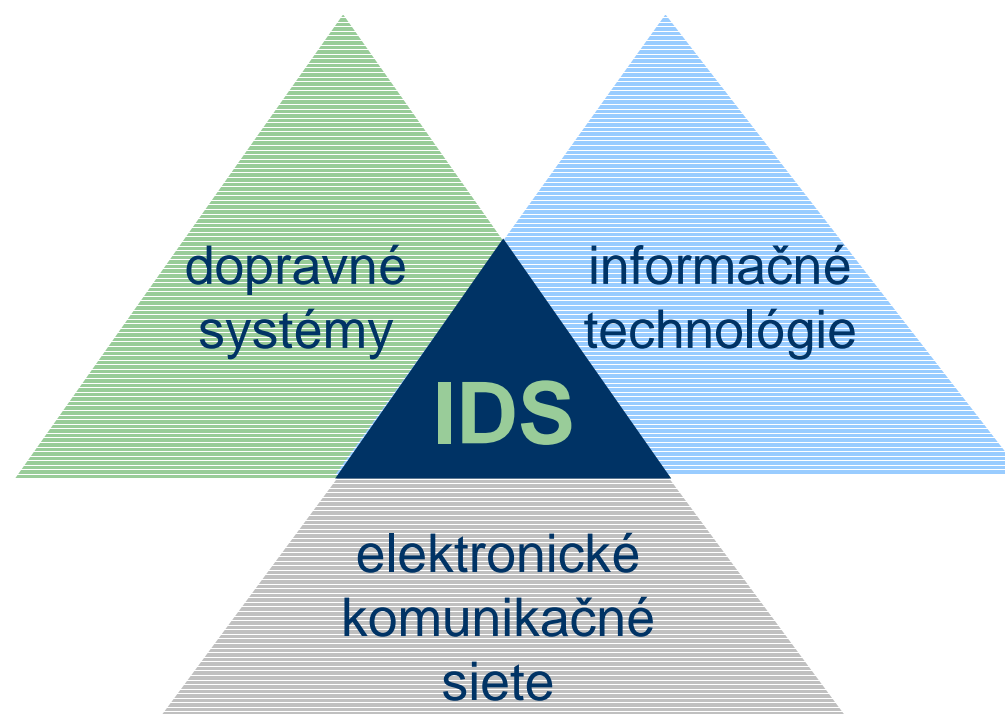 dopravné
systémy
informačné
technológie
IDS
elektronické
komunikačné
siete